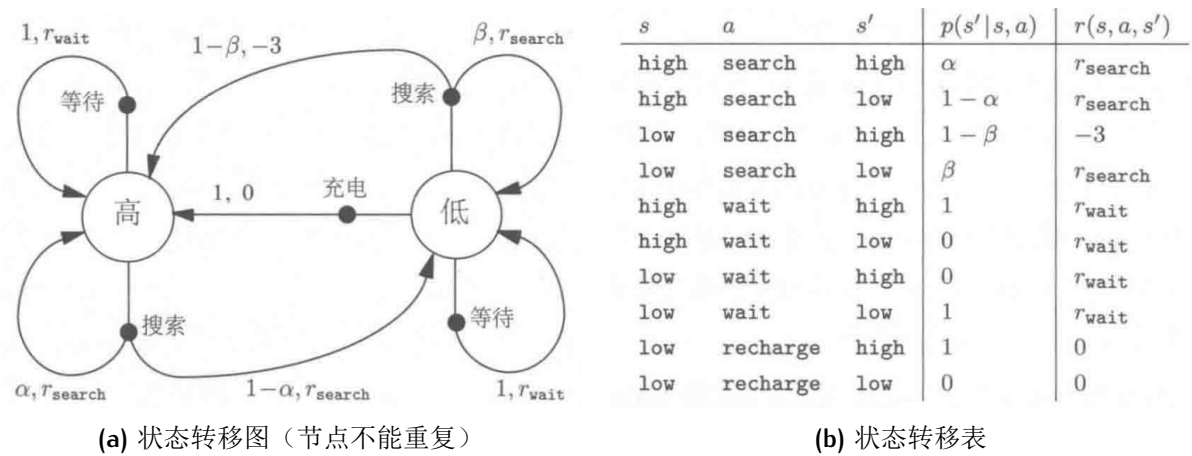 1, r_wait
1−β, −3
β, r_search
等待
搜索
1, 0
充电
高
低
搜索
等待
α, r_search
1−α, r_search
1, r_wait
(a) 状态转移图（节点不能重复）
s a s′ p(s′|s, a) r(s, a, s′)
high search high α r_search
high search low 1 − α r_search
low search high 1 − β −3
low search low β r_search
high wait high 1 r_wait
high wait low 0 r_wait
low wait high 0 r_wait
low wait low 1 r_wait
low recharge high 1 0
low recharge low 0 0
(b) 状态转移表